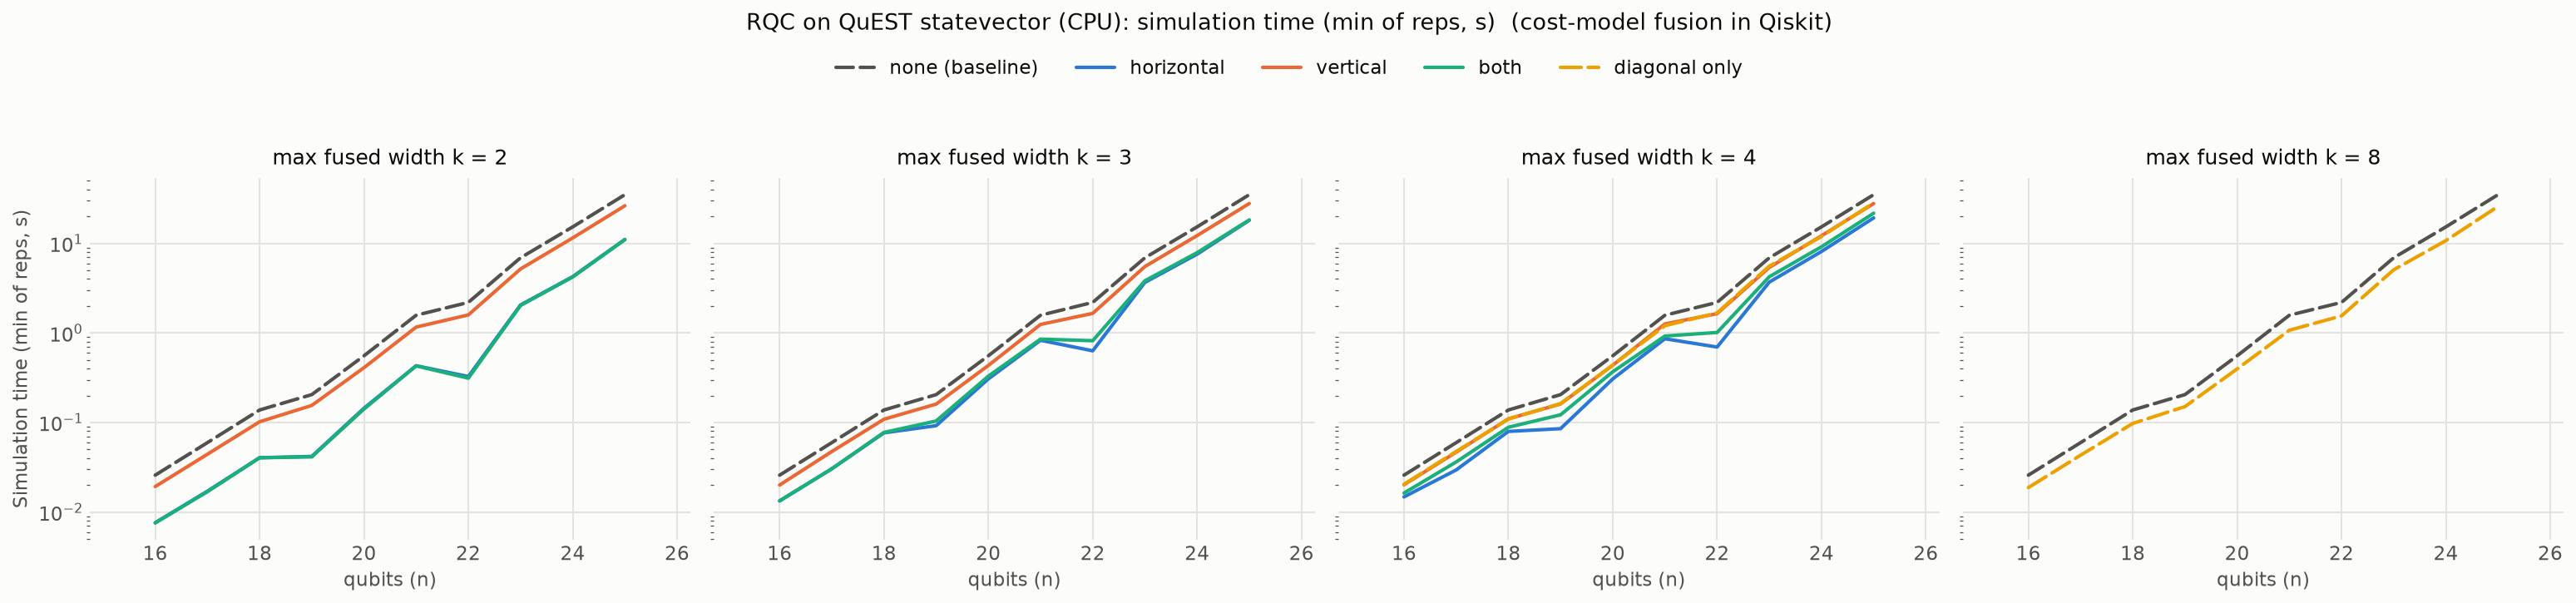 RQC on QuEST statevector (CPU): simulation time (min of reps, s)  (cost-model fusion in Qiskit)
none (baseline) horizontal vertical both diagonal only
max fused width k = 2
Simulation time (min of reps, s)
10¹
10⁰
10⁻¹
10⁻²
16 18 20 22 24 26
qubits (n)
max fused width k = 3
16 18 20 22 24 26
qubits (n)
max fused width k = 4
16 18 20 22 24 26
qubits (n)
max fused width k = 8
16 18 20 22 24 26
qubits (n)